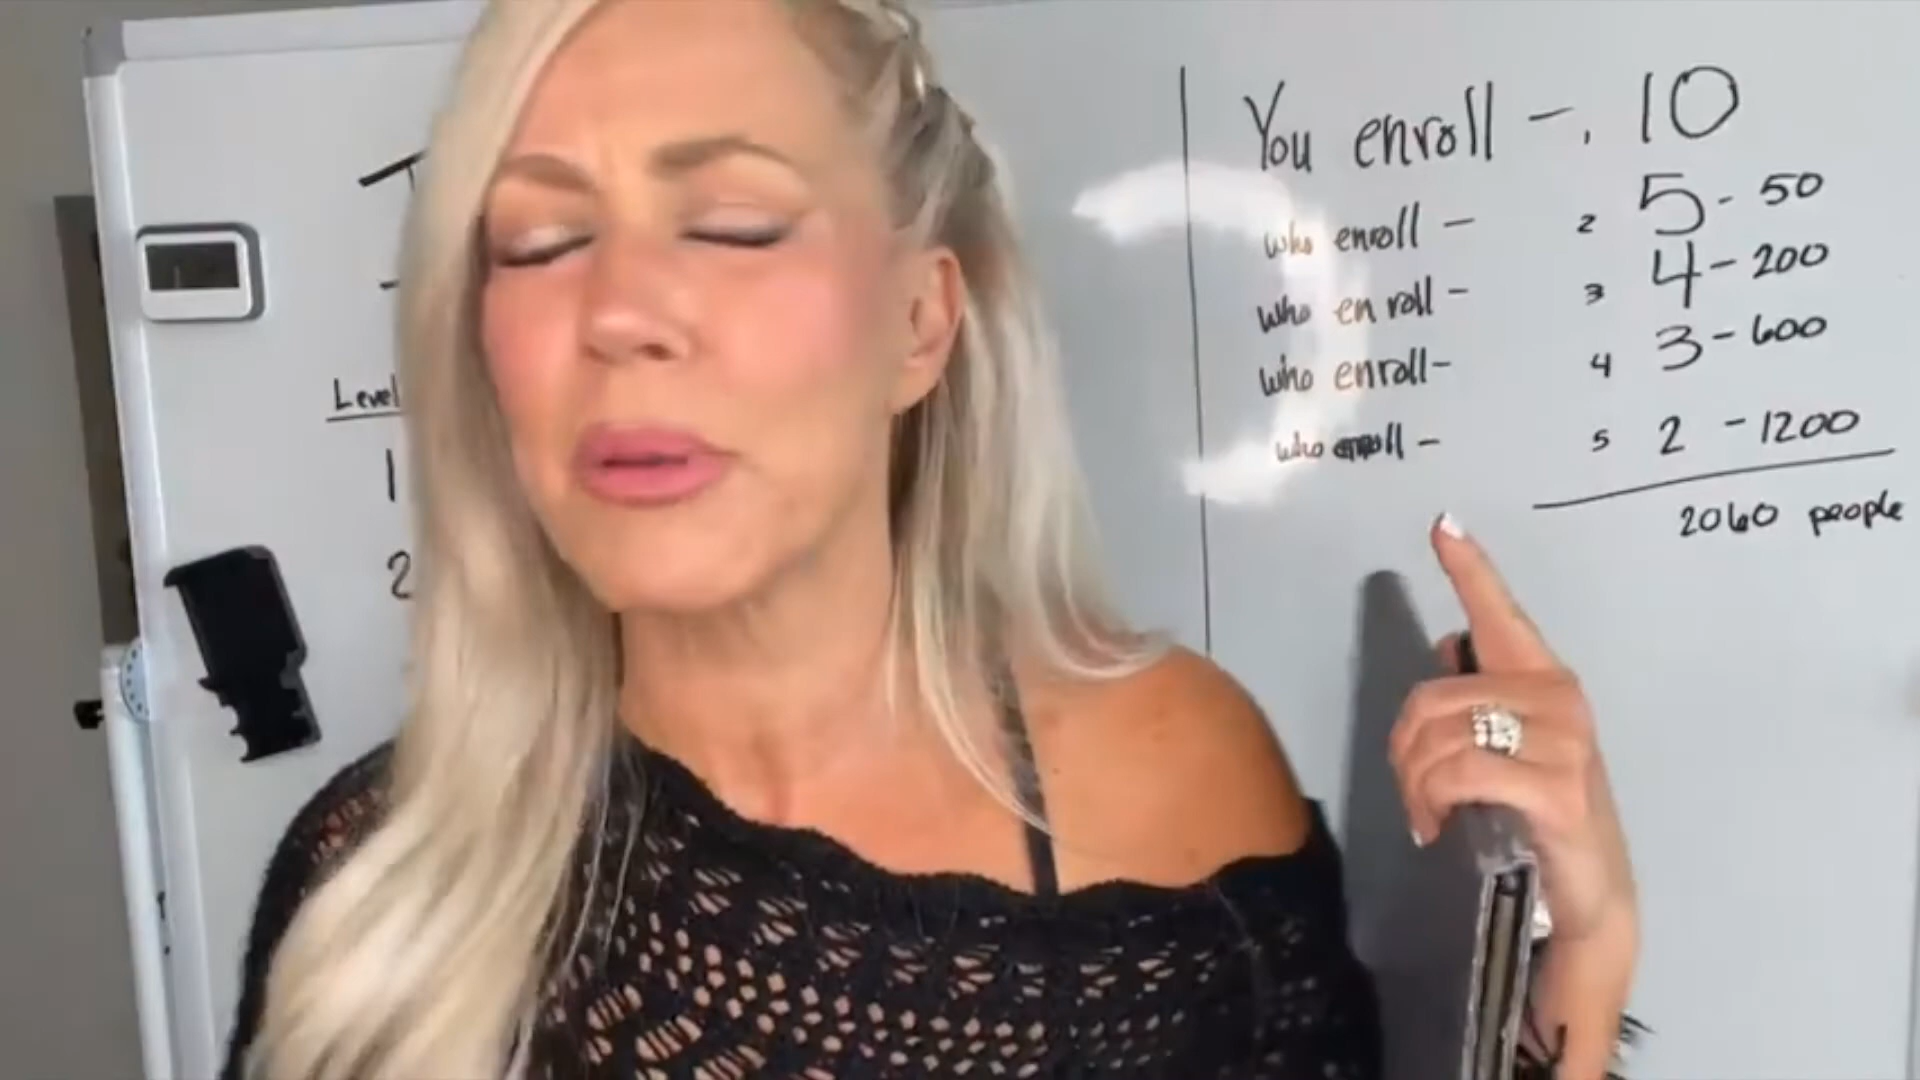 Level
1
2
You enroll - 10
who enroll - 2 5 - 50
who enroll - 3 4 - 200
who enroll - 4 3 - 600
who enroll - 5 2 - 1200
2060 people